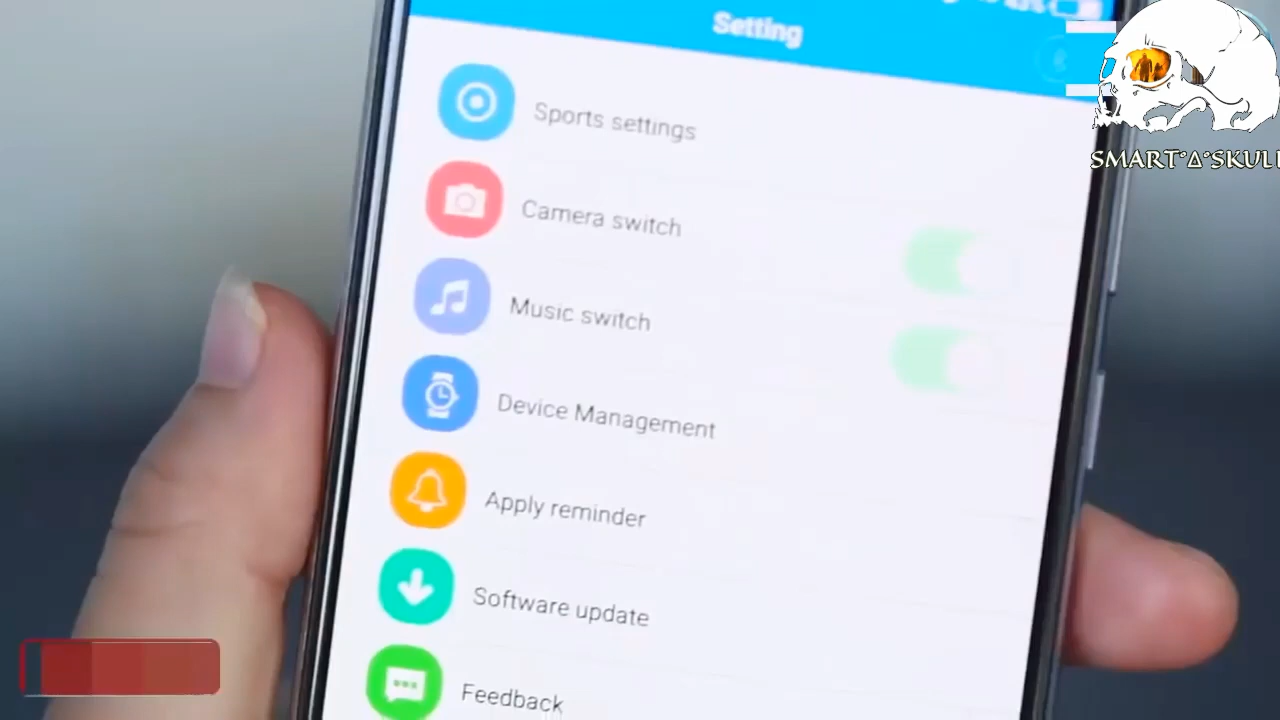 Setting
Sports settings
Camera switch
Music switch
Device Management
Apply reminder
Software update
Feedback
SMART°Δ°SKULL